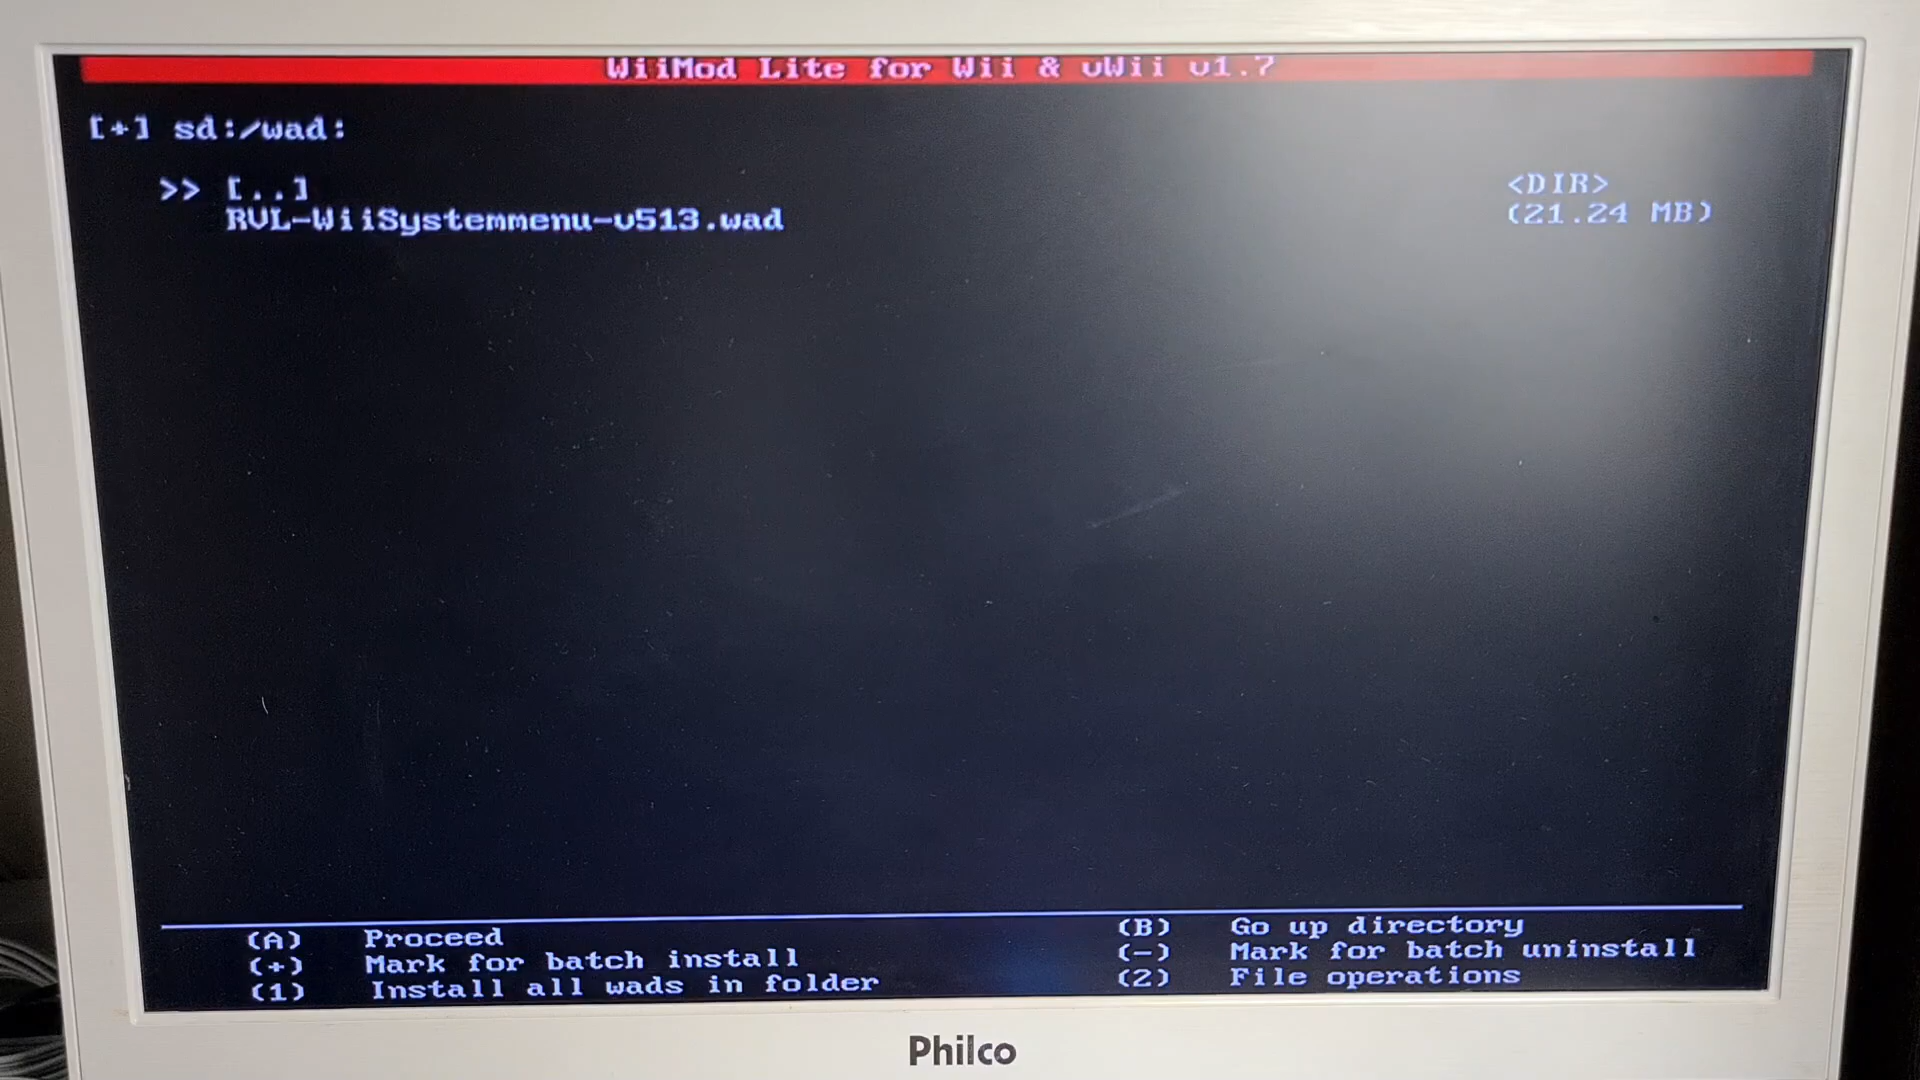 WiiMod Lite for Wii & vWii v1.7
[+] sd:/wad:
>> [..] <DIR>
RVL-WiiSystemmenu-v513.wad (21.24 MB)
(A) Proceed (B) Go up directory
(+) Mark for batch install (-) Mark for batch uninstall
(1) Install all wads in folder (2) File operations
Philco